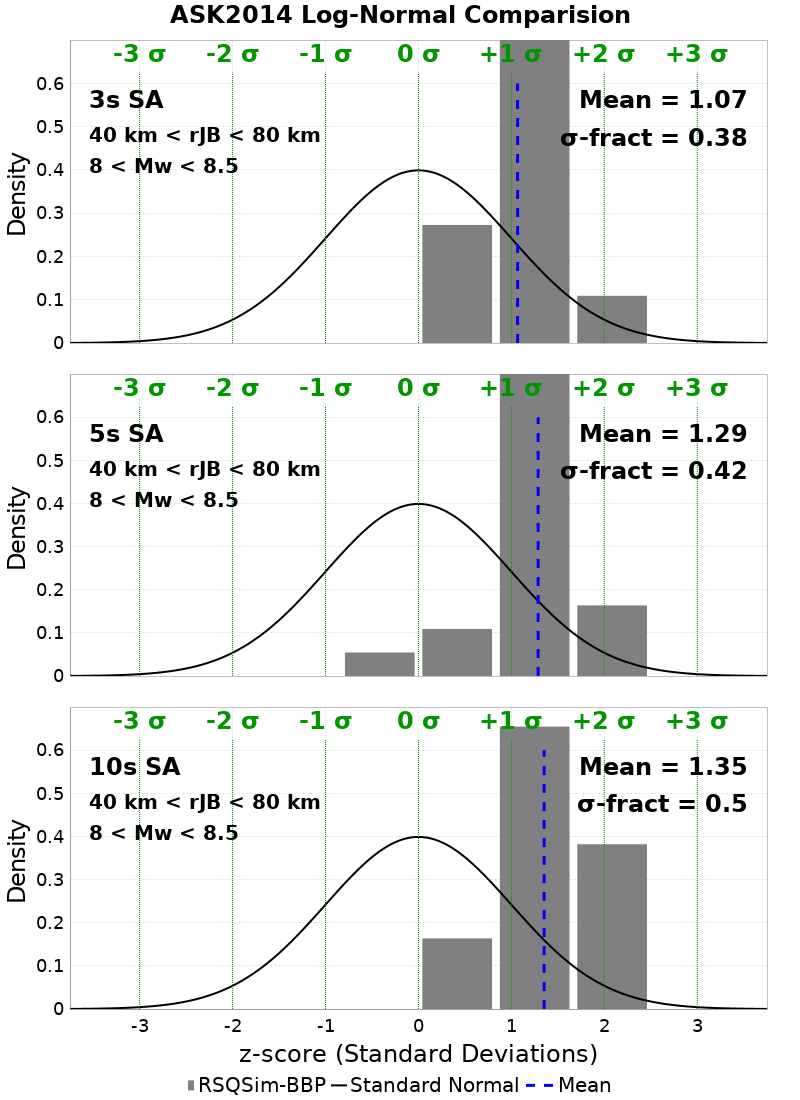 ASK2014 Log-Normal Comparision
-3 σ -2 σ -1 σ 0 σ +1 σ +2 σ +3 σ
3s SA
40 km < rJB < 80 km
8 < Mw < 8.5
Mean = 1.07
σ-fract = 0.38
0.6
0.5
0.4
0.3
0.2
0.1
0
Density
-3 σ -2 σ -1 σ 0 σ +1 σ +2 σ +3 σ
5s SA
40 km < rJB < 80 km
8 < Mw < 8.5
Mean = 1.29
σ-fract = 0.42
0.6
0.5
0.4
0.3
0.2
0.1
0
Density
-3 σ -2 σ -1 σ 0 σ +1 σ +2 σ +3 σ
10s SA
40 km < rJB < 80 km
8 < Mw < 8.5
Mean = 1.35
σ-fract = 0.5
0.6
0.5
0.4
0.3
0.2
0.1
0
Density
-3 -2 -1 0 1 2 3
z-score (Standard Deviations)
RSQSim-BBP Standard Normal Mean